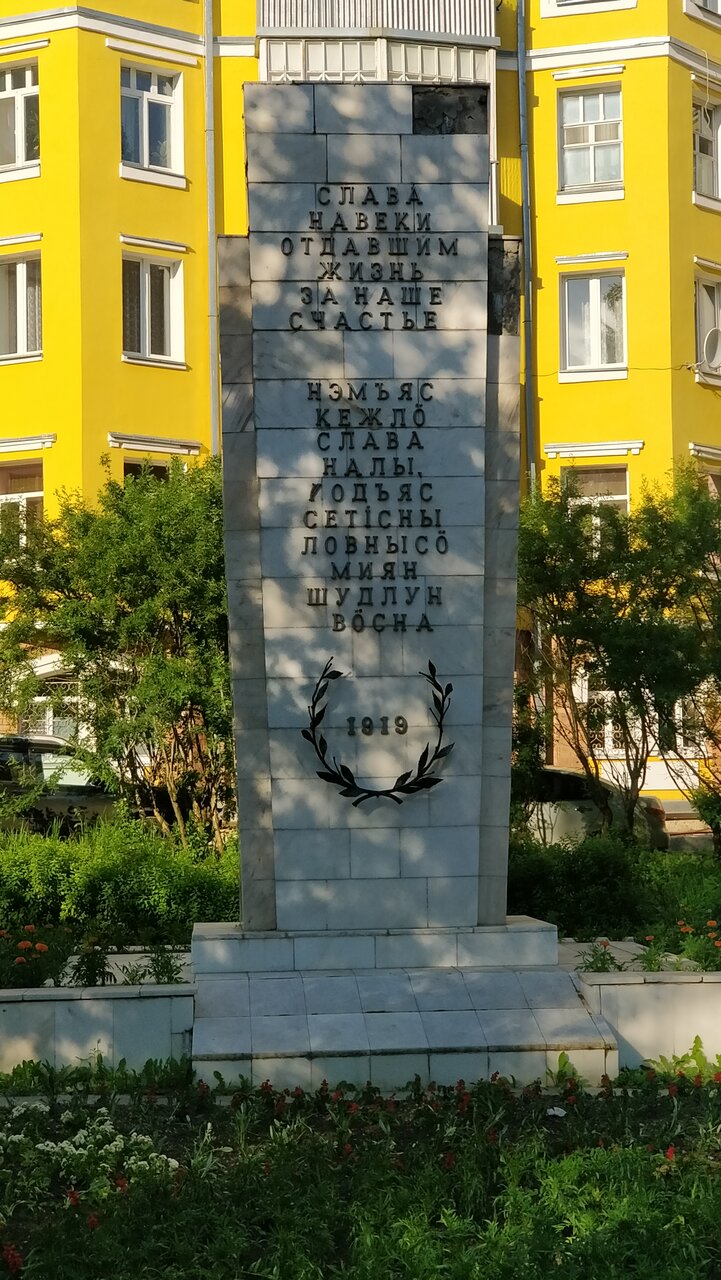 СЛАВА
НАВЕКИ
ОТДАВШИМ
ЖИЗНЬ
ЗА НАШЕ
СЧАСТЬЕ
НЭМЪЯС
КЕЖЛӦ
СЛАВА
НАЛЫ,
КОДЪЯС
СЕТІСНЫ
ЛОВНЫСӦ
МИЯН
ШУДЛУН
ВӦСНА
1919